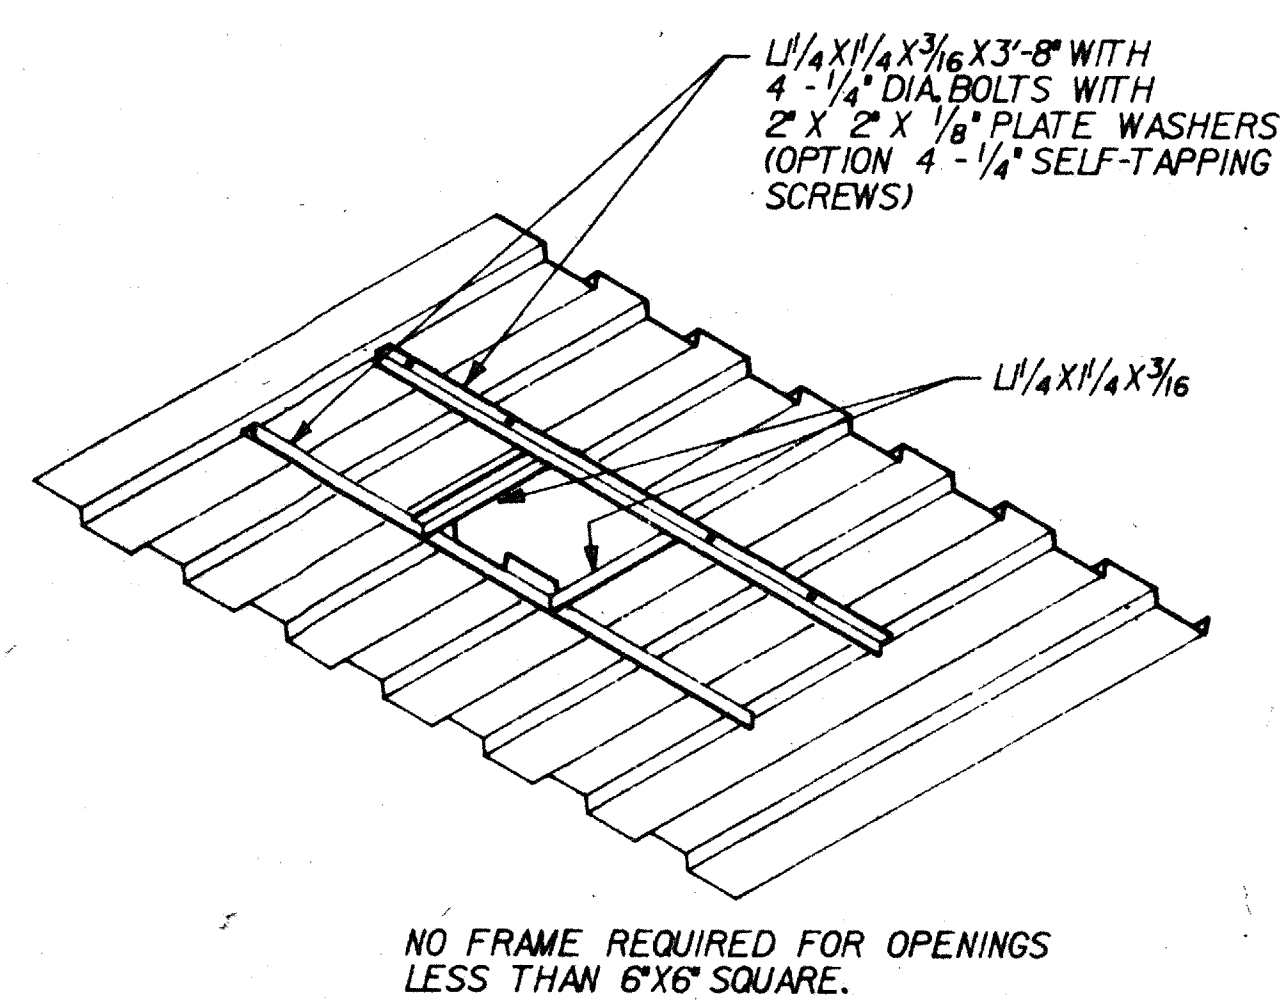 L1 1/4 X 1 1/4 X 3/16 X 3'-8" WITH
4 - 1/4" DIA. BOLTS WITH
2" X 2" X 1/8" PLATE WASHERS
(OPTION 4 - 1/4" SELF-TAPPING
SCREWS)
L1 1/4 X 1 1/4 X 3/16
NO FRAME REQUIRED FOR OPENINGS
LESS THAN 6"X6" SQUARE.